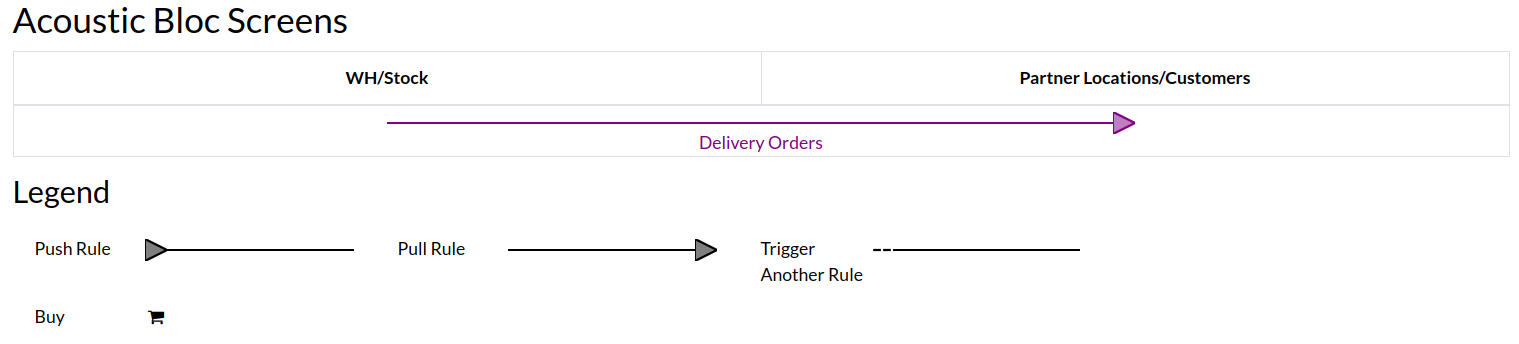 Acoustic Bloc Screens
WH/Stock
Partner Locations/Customers
Delivery Orders
Legend
Push Rule
Pull Rule
Trigger
Another Rule
Buy